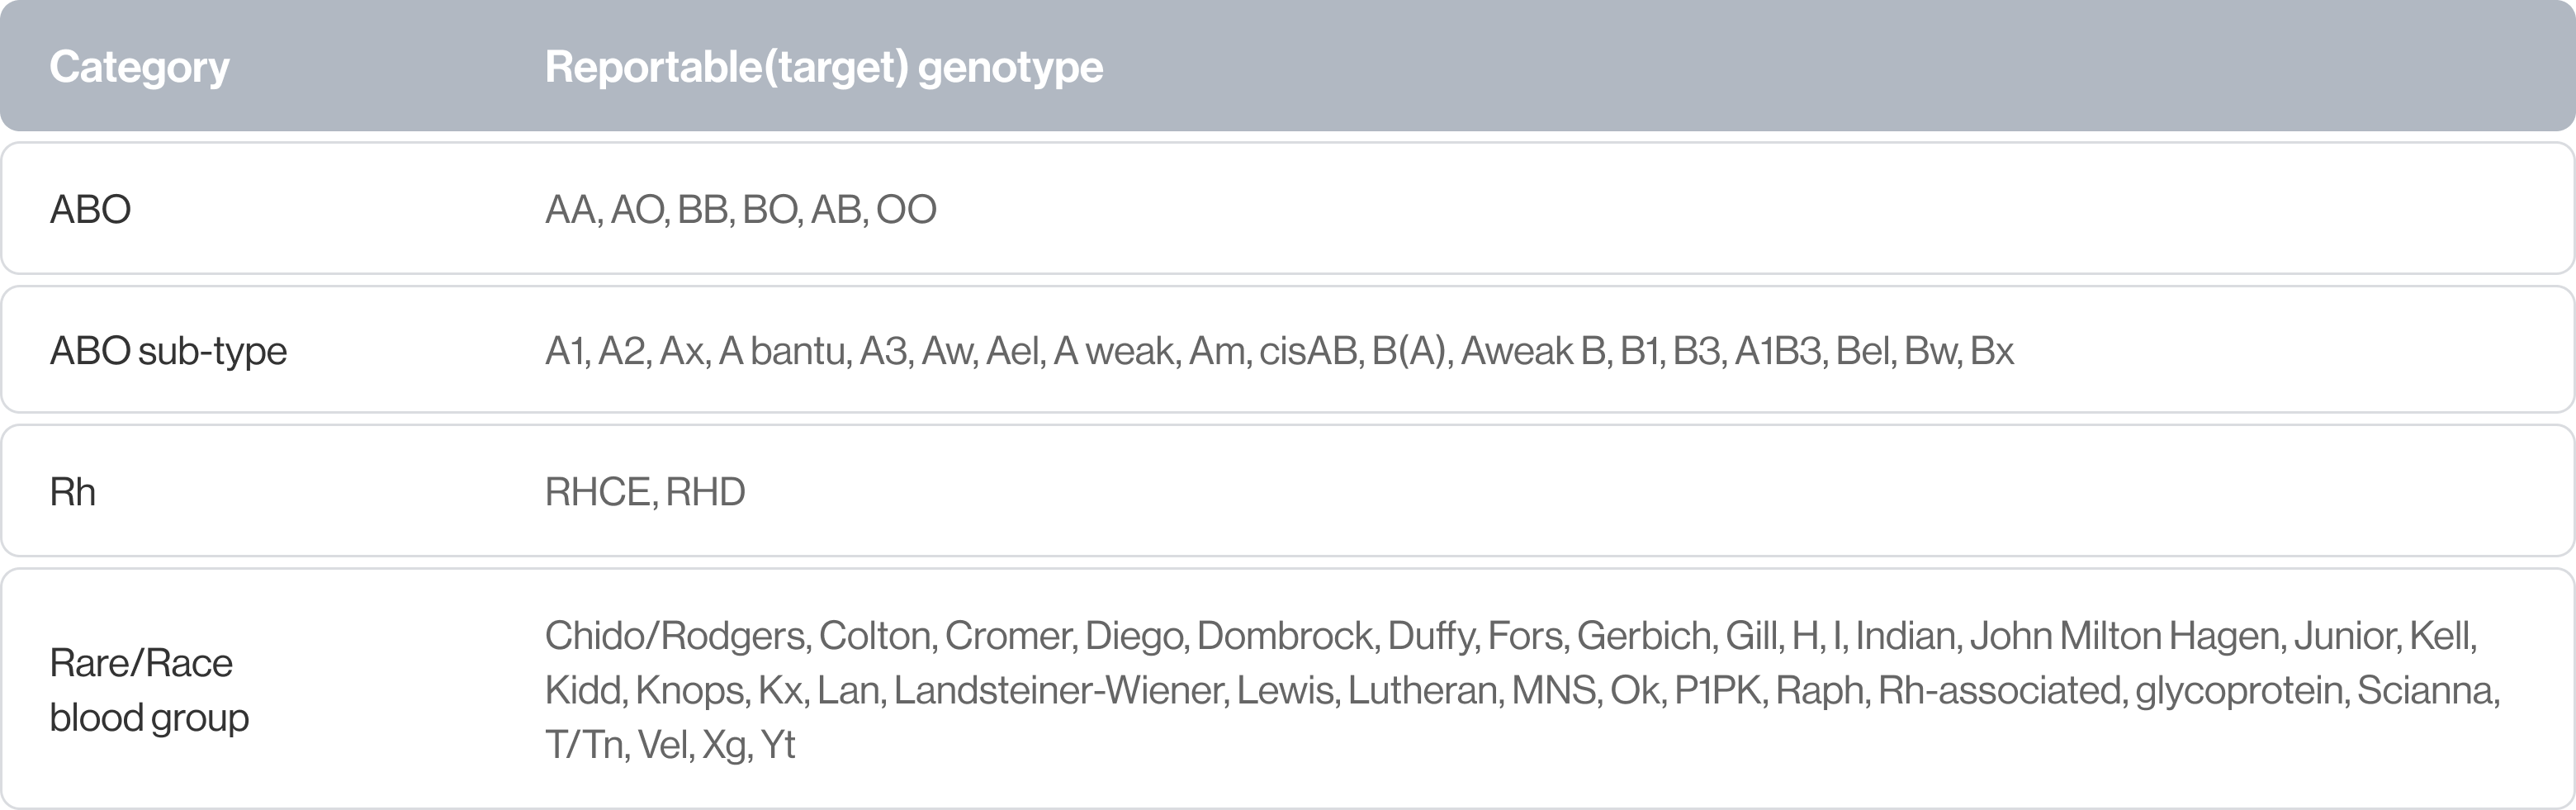 Category Reportable(target) genotype
ABO AA, AO, BB, BO, AB, OO
ABO sub-type A1, A2, Ax, A bantu, A3, Aw, Ael, A weak, Am, cisAB, B(A), Aweak B, B1, B3, A1B3, Bel, Bw, Bx
Rh RHCE, RHD
Rare/Race
blood group
Chido/Rodgers, Colton, Cromer, Diego, Dombrock, Duffy, Fors, Gerbich, Gill, H, I, Indian, John Milton Hagen, Junior, Kell,
Kidd, Knops, Kx, Lan, Landsteiner-Wiener, Lewis, Lutheran, MNS, Ok, P1PK, Raph, Rh-associated, glycoprotein, Scianna,
T/Tn, Vel, Xg, Yt